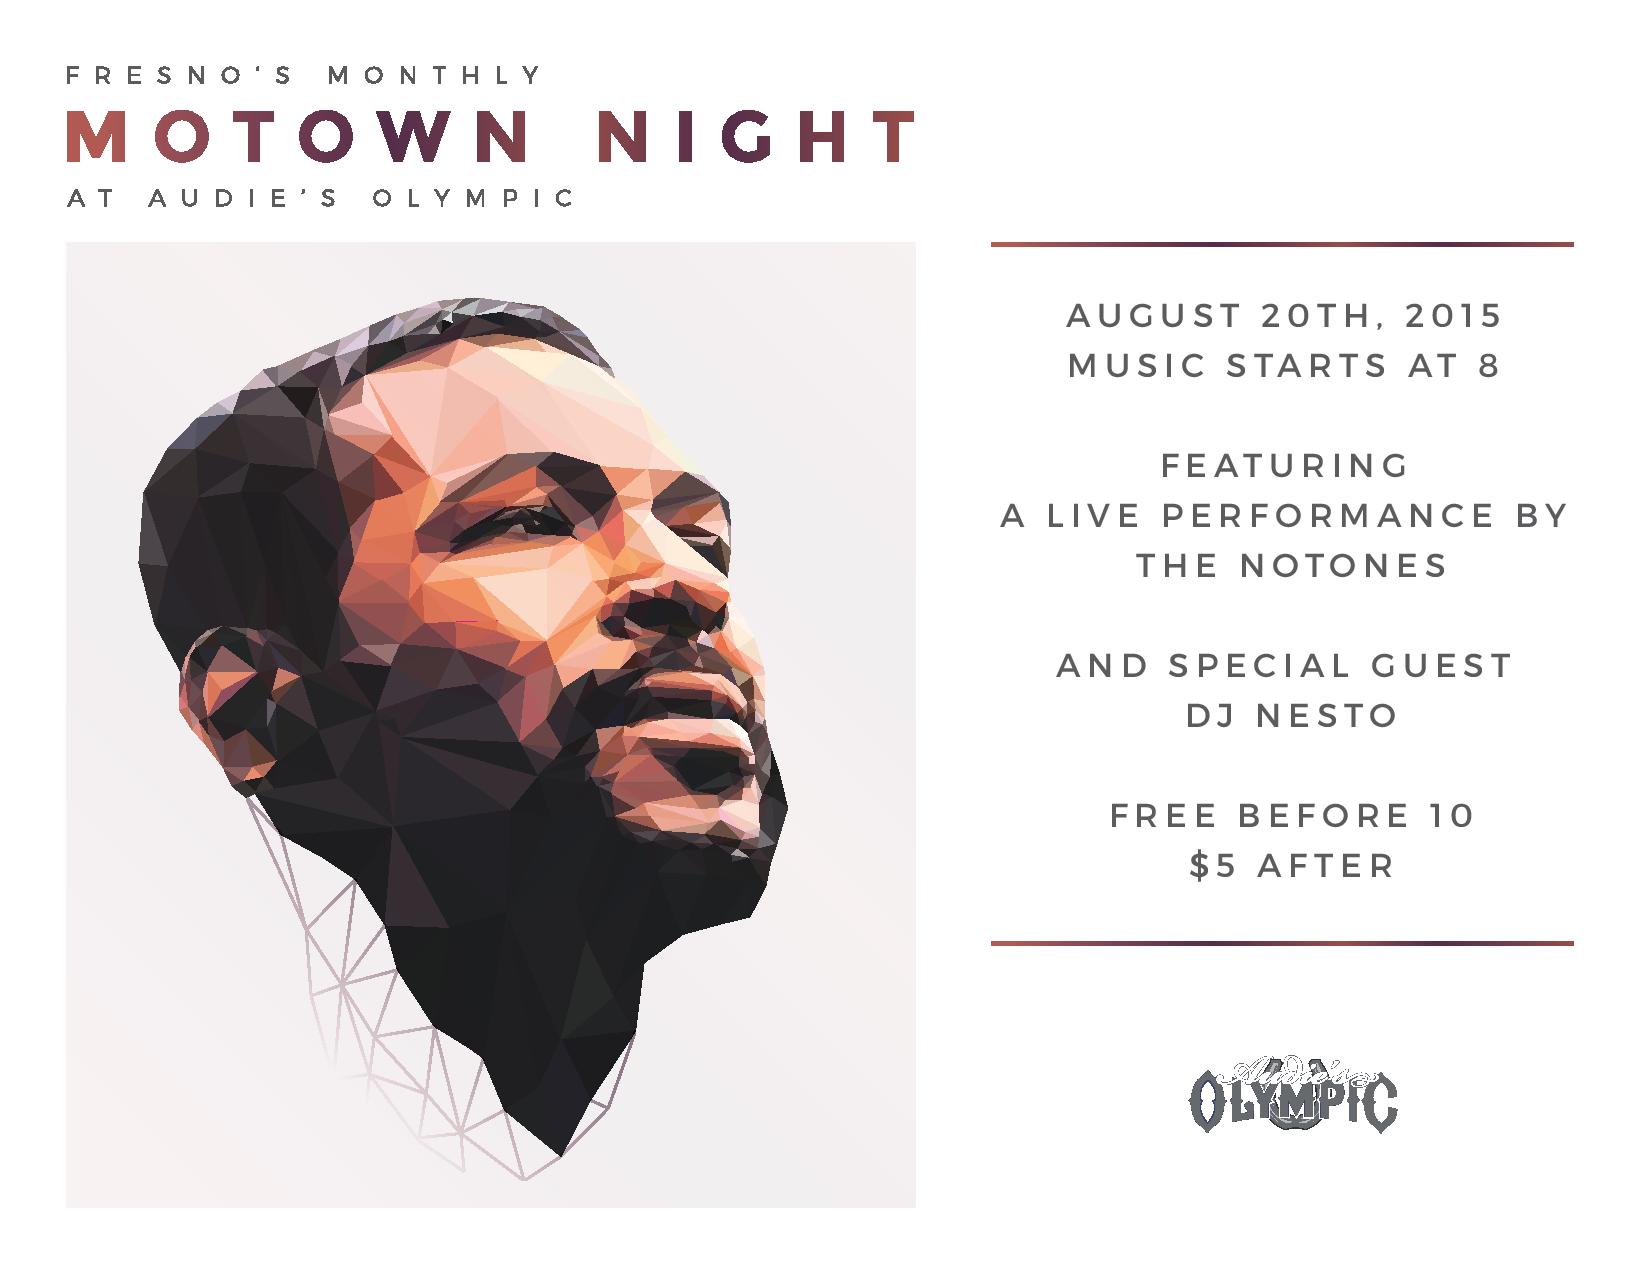 FRESNO'S MONTHLY
MOTOWN NIGHT
AT AUDIE'S OLYMPIC
AUGUST 20TH, 2015
MUSIC STARTS AT 8
FEATURING
A LIVE PERFORMANCE BY
THE NOTONES
AND SPECIAL GUEST
DJ NESTO
FREE BEFORE 10
$5 AFTER
Audie's
OLYMPIC